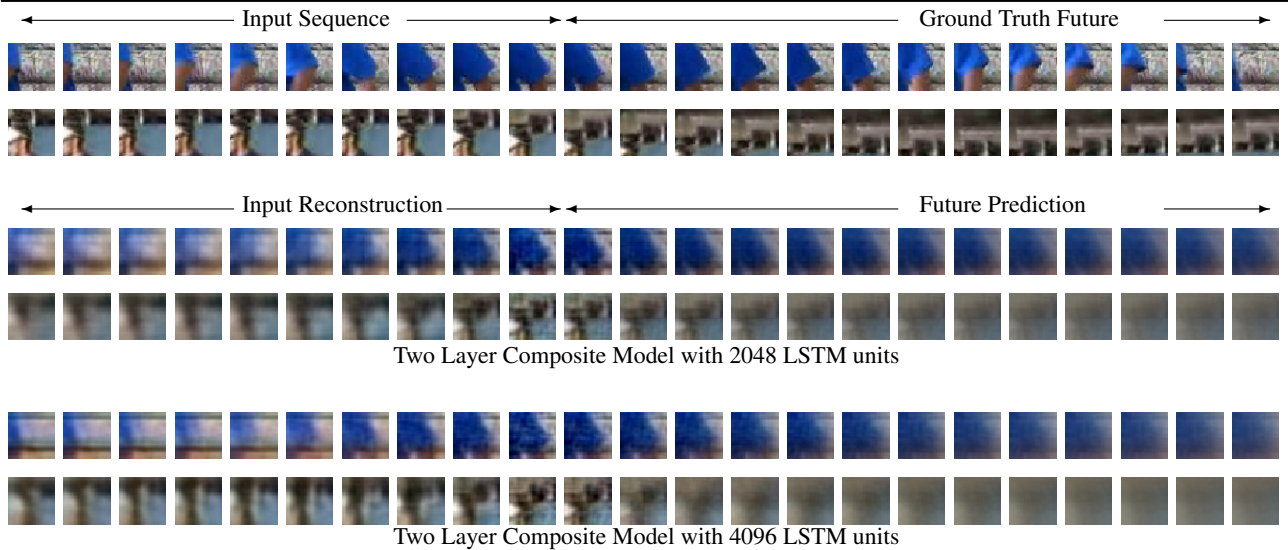 Input Sequence Ground Truth Future
Input Reconstruction Future Prediction
Two Layer Composite Model with 2048 LSTM units
Two Layer Composite Model with 4096 LSTM units